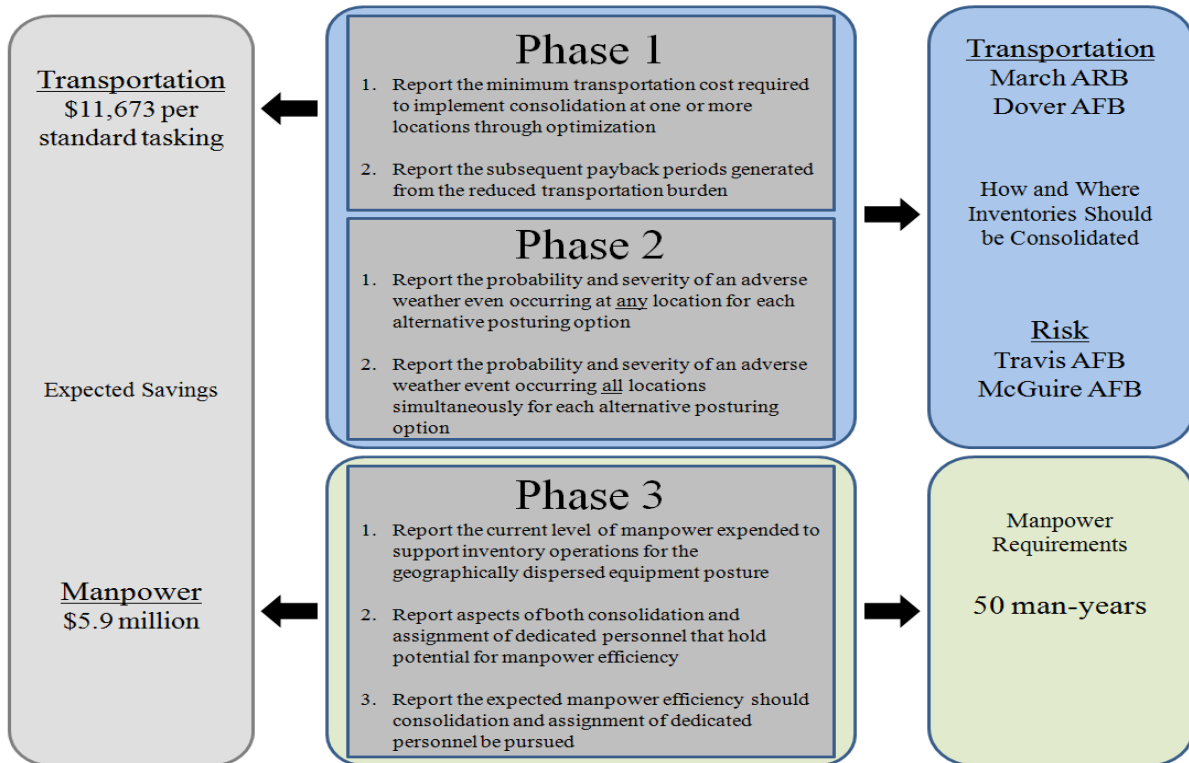 Transportation
$11,673 per
standard tasking
Expected Savings
Manpower
$5.9 million
Phase 1
1. Report the minimum transportation cost required
to implement consolidation at one or more
locations through optimization
2. Report the subsequent payback periods generated
from the reduced transportation burden
Phase 2
1. Report the probability and severity of an adverse
weather even occurring at any location for each
alternative posturing option
2. Report the probability and severity of an adverse
weather event occurring all locations
simultaneously for each alternative posturing
option
Phase 3
1. Report the current level of manpower expended to
support inventory operations for the
geographically dispersed equipment posture
2. Report aspects of both consolidation and
assignment of dedicated personnel that hold
potential for manpower efficiency
3. Report the expected manpower efficiency should
consolidation and assignment of dedicated
personnel be pursued
Transportation
March ARB
Dover AFB
How and Where
Inventories Should
be Consolidated
Risk
Travis AFB
McGuire AFB
Manpower
Requirements
50 man-years